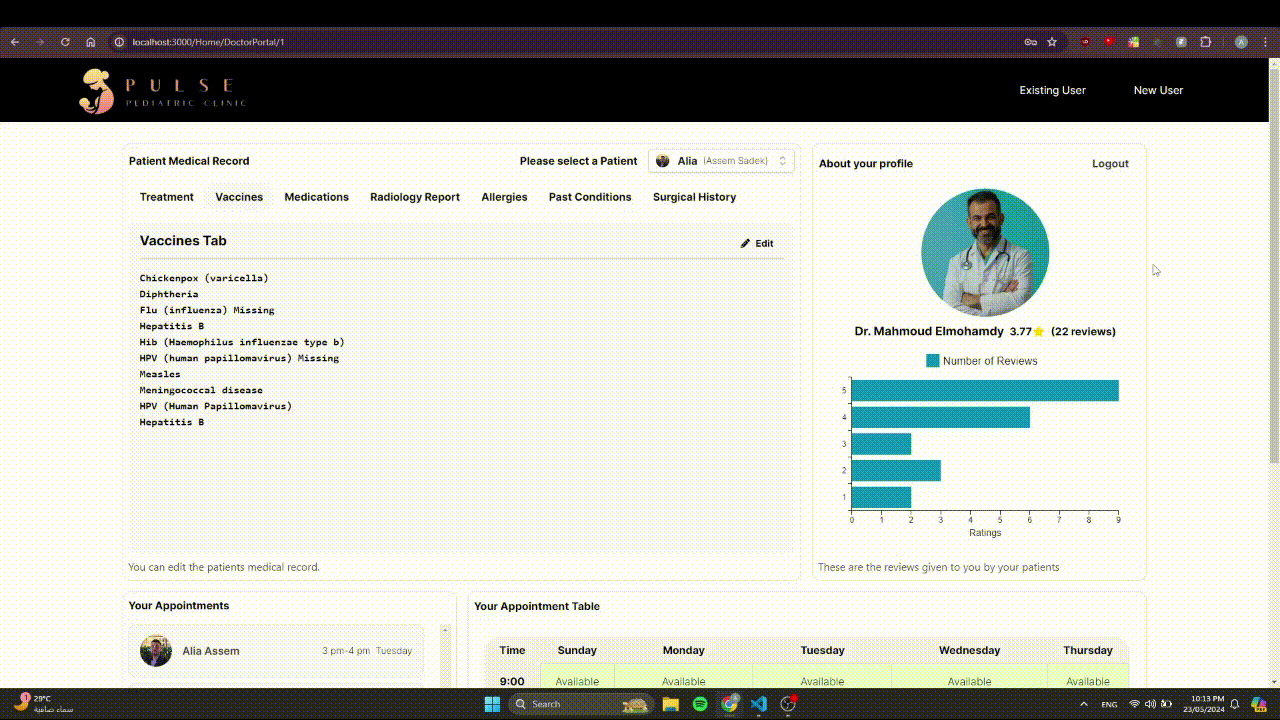 localhost:3000/Home/DoctorPortal/1
PULSE
PEDIATRIC CLINIC
Existing User
New User
Patient Medical Record
Please select a Patient
Alia (Assem Sadek)
Treatment
Vaccines
Medications
Radiology Report
Allergies
Past Conditions
Surgical History
Vaccines Tab
Edit
Chickenpox (varicella)
Diphtheria
Flu (influenza) Missing
Hepatitis B
Hib (Haemophilus influenzae type b)
HPV (human papillomavirus) Missing
Measles
Meningococcal disease
HPV (Human Papillomavirus)
Hepatitis B
You can edit the patients medical record.
About your profile
Logout
Dr. Mahmoud Elmohamdy 3.77 (22 reviews)
Number of Reviews
5
4
3
2
1
0 1 2 3 4 5 6 7 8 9
Ratings
These are the reviews given to you by your patients
Your Appointments
Alia Assem
3 pm-4 pm Tuesday
Your Appointment Table
Time Sunday Monday Tuesday Wednesday Thursday
9:00 Available Available Available Available Available
1
29°C
سماء صافية
Search
ENG
10:13 PM
23/05/2024